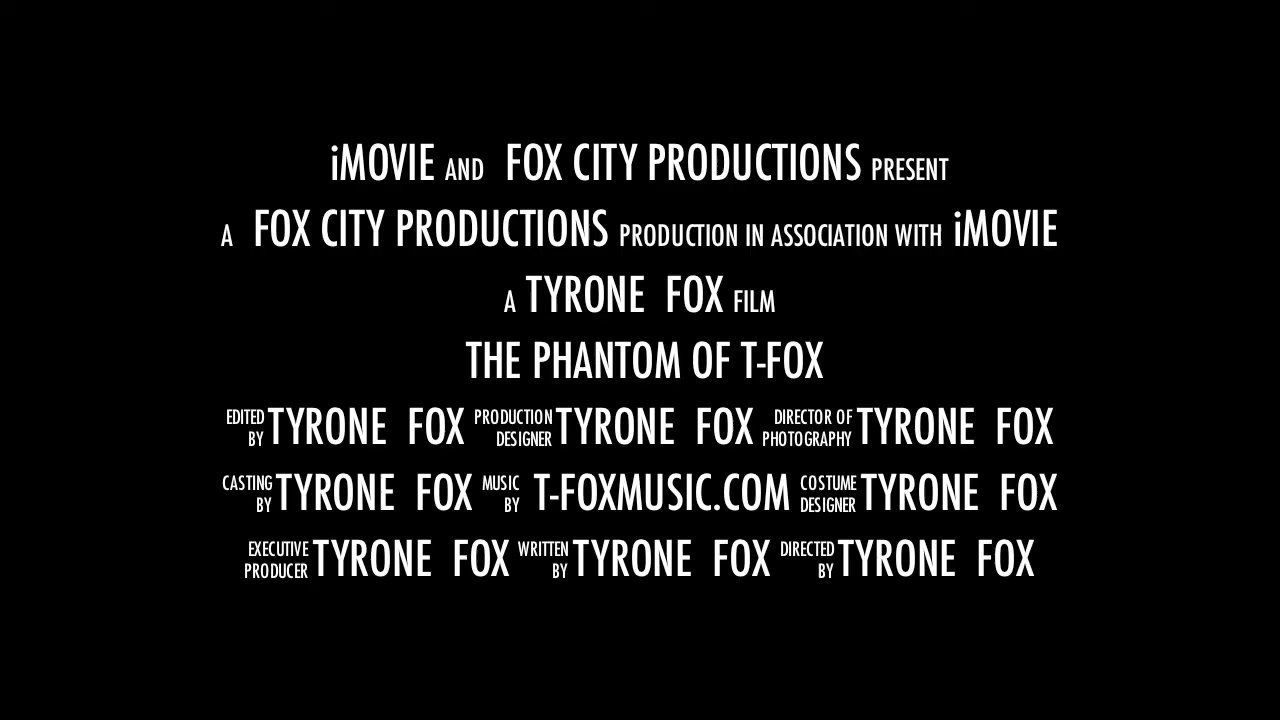 iMOVIE AND FOX CITY PRODUCTIONS PRESENT
A FOX CITY PRODUCTIONS PRODUCTION IN ASSOCIATION WITH iMOVIE
A TYRONE FOX FILM
THE PHANTOM OF T-FOX
EDITED BY TYRONE FOX PRODUCTION DESIGNER TYRONE FOX DIRECTOR OF PHOTOGRAPHY TYRONE FOX
CASTING BY TYRONE FOX MUSIC BY T-FOXMUSIC.COM COSTUME DESIGNER TYRONE FOX
EXECUTIVE PRODUCER TYRONE FOX WRITTEN BY TYRONE FOX DIRECTED BY TYRONE FOX